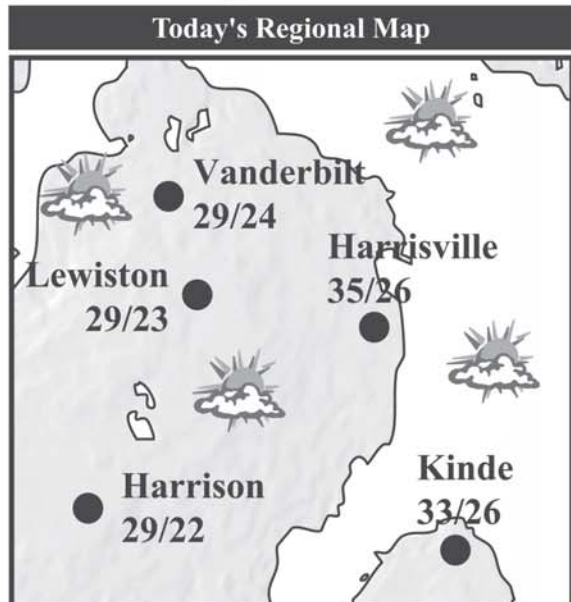 Today's Regional Map
Vanderbilt
29/24
Harrisville
35/26
Lewiston
29/23
Kinde
33/26
Harrison
29/22